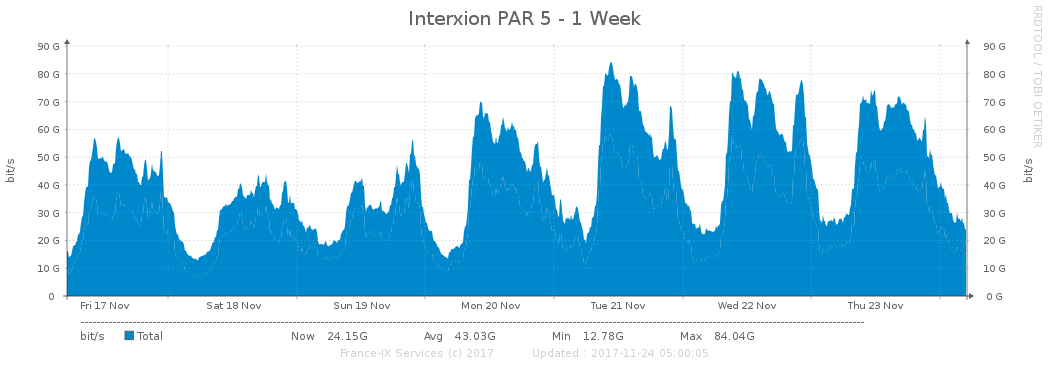 Interxion PAR 5 - 1 Week
RRDTOOL / TOBI OETIKER
90 G 90 G
80 G 80 G
70 G 70 G
60 G 60 G
50 G 50 G
40 G 40 G
30 G 30 G
20 G 20 G
10 G 10 G
0 0 G
bit/s bit/s
Fri 17 Nov Sat 18 Nov Sun 19 Nov Mon 20 Nov Tue 21 Nov Wed 22 Nov Thu 23 Nov
bit/s Total Now 24.15G Avg 43.03G Min 12.78G Max 84.04G
France-IX Services (c) 2017 Updated : 2017-11-24 05:00:05